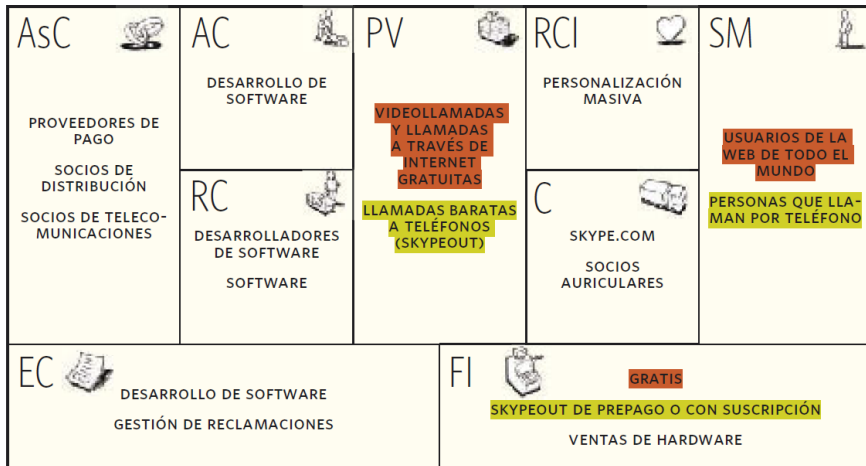 AsC
PROVEEDORES DE
PAGO
SOCIOS DE
DISTRIBUCIÓN
SOCIOS DE TELECO-
MUNICACIONES
AC
DESARROLLO DE
SOFTWARE
RC
DESARROLLADORES
DE SOFTWARE
SOFTWARE
PV
VIDEOLLAMADAS
Y LLAMADAS
A TRAVÉS DE
INTERNET
GRATUITAS
LLAMADAS BARATAS
A TELÉFONOS
(SKYPEOUT)
RCl
PERSONALIZACIÓN
MASIVA
C
SKYPE.COM
SOCIOS
AURICULARES
SM
USUARIOS DE LA
WEB DE TODO EL
MUNDO
PERSONAS QUE LLA-
MAN POR TELÉFONO
EC
DESARROLLO DE SOFTWARE
GESTIÓN DE RECLAMACIONES
FI
GRATIS
SKYPEOUT DE PREPAGO O CON SUSCRIPCIÓN
VENTAS DE HARDWARE